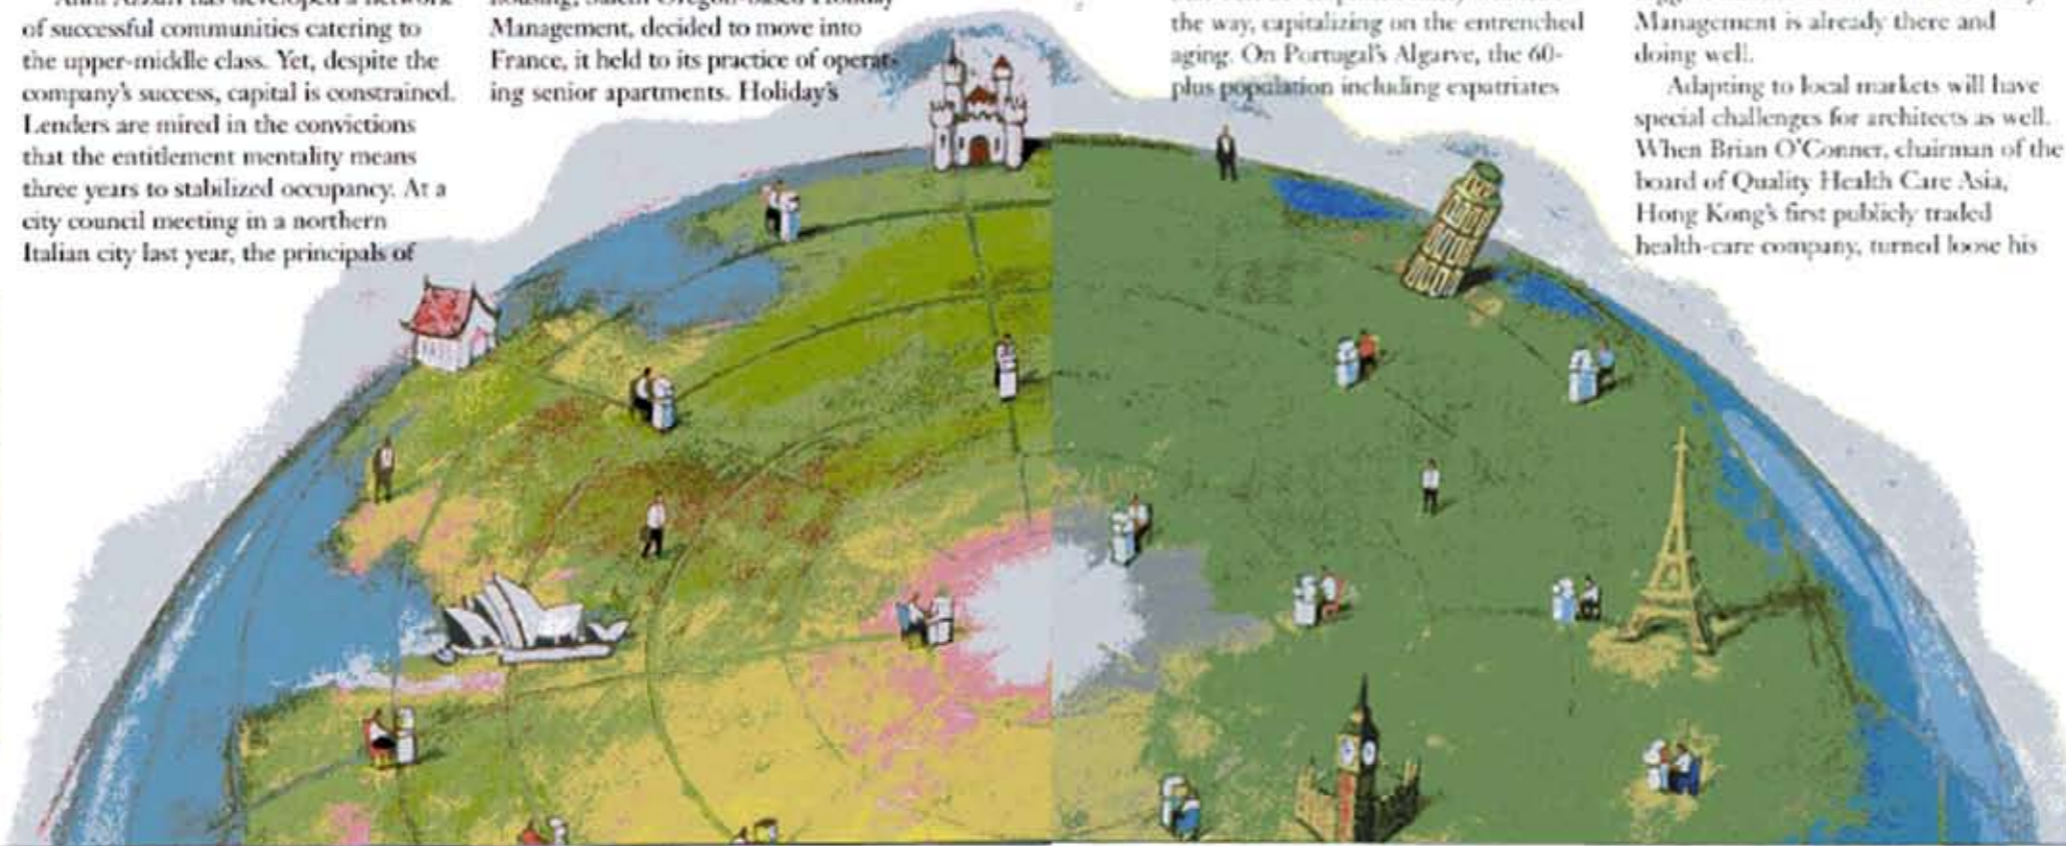 of successful communities catering to
the upper-middle class. Yet, despite the
company's success, capital is constrained.
Lenders are mired in the convictions
that the entitlement mentality means
three years to stabilized occupancy. At a
city council meeting in a northern
Italian city last year, the principals of
Management, decided to move into
France, it held to its practice of operat-
ing senior apartments. Holiday's
the way, capitalizing on the entrenched
aging. On Portugal's Algarve, the 60-
plus population including expatriates
Management is already there and
doing well.
Adapting to local markets will have
special challenges for architects as well.
When Brian O'Conner, chairman of the
board of Quality Health Care Asia,
Hong Kong's first publicly traded
health-care company, turned loose his